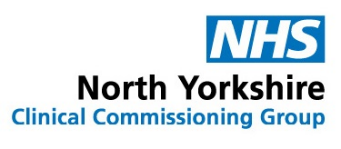 NHS
North Yorkshire
Clinical Commissioning Group